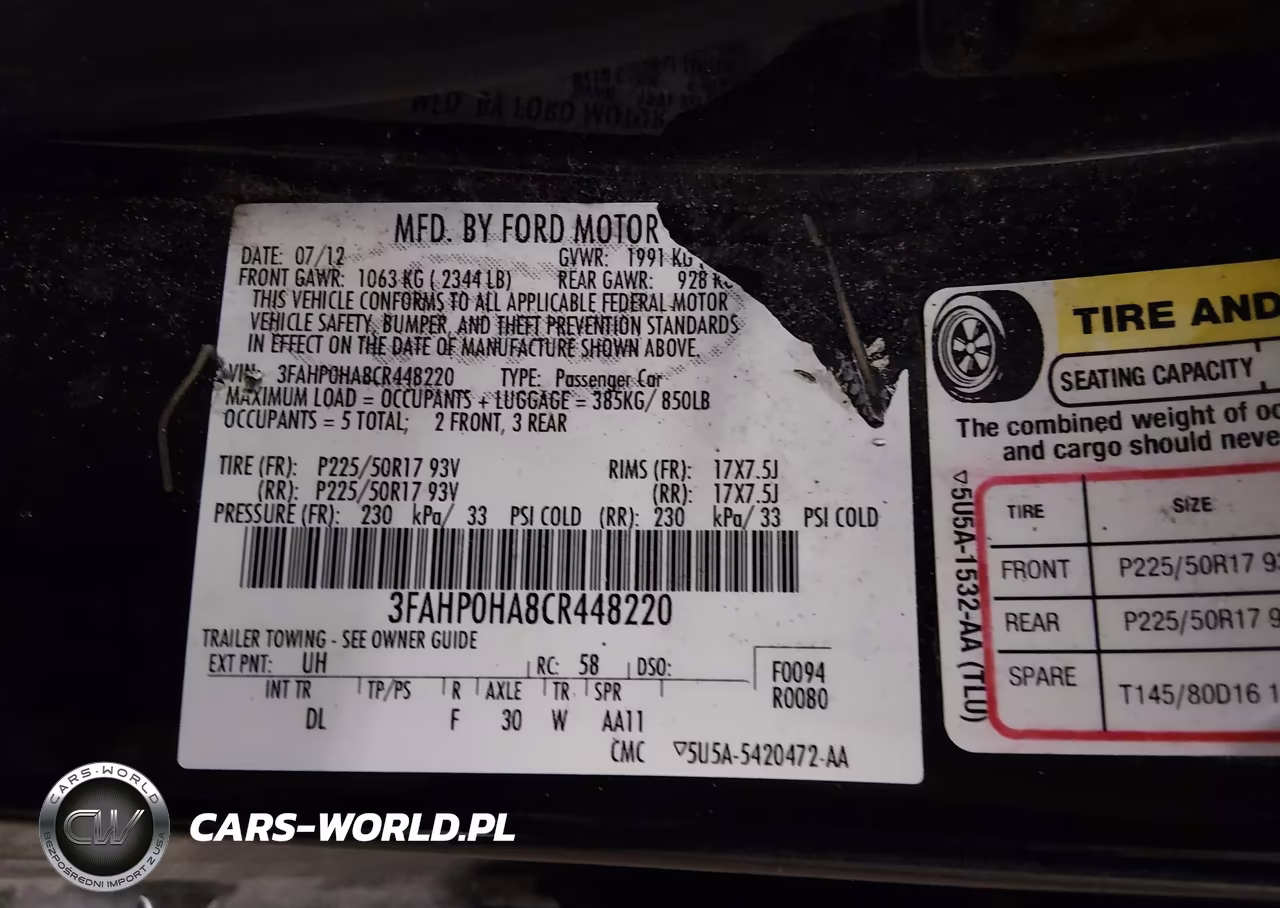 MFD. BY FORD MOTOR
DATE: 07/12 GVWR: 1991 KG
FRONT GAWR: 1063 KG ( 2344 LB) REAR GAWR: 928
THIS VEHICLE CONFORMS TO ALL APPLICABLE FEDERAL MOTOR
VEHICLE SAFETY, BUMPER, AND THEFT PREVENTION STANDARDS
IN EFFECT ON THE DATE OF MANUFACTURE SHOWN ABOVE.
VIN: 3FAHP0HA8CR448220 TYPE: Passenger Car
MAXIMUM LOAD = OCCUPANTS + LUGGAGE = 385KG/ 850LB
OCCUPANTS = 5 TOTAL; 2 FRONT, 3 REAR
TIRE (FR): P225/50R17 93V RIMS (FR): 17X7.5J
(RR): P225/50R17 93V (RR): 17X7.5J
PRESSURE (FR): 230 kPa/ 33 PSI COLD (RR): 230 kPa/ 33 PSI COLD
3FAHP0HA8CR448220
TRAILER TOWING - SEE OWNER GUIDE
EXT PNT: UH RC: 58 DSO:
F0094
R0080
INT TR TP/PS R AXLE TR SPR
DL F 30 W AA11
CMC ▽5U5A-5420472-AA
TIRE AND
SEATING CAPACITY
The combined weight of
and cargo should
▽5U5A-1532-AA (TLU)
TIRE SIZE
FRONT P225/50R17
REAR P225/50R17
SPARE T145/80D16
CARS-WORLD
CW
BEZPOŚREDNI IMPORT Z USA
CARS-WORLD.PL